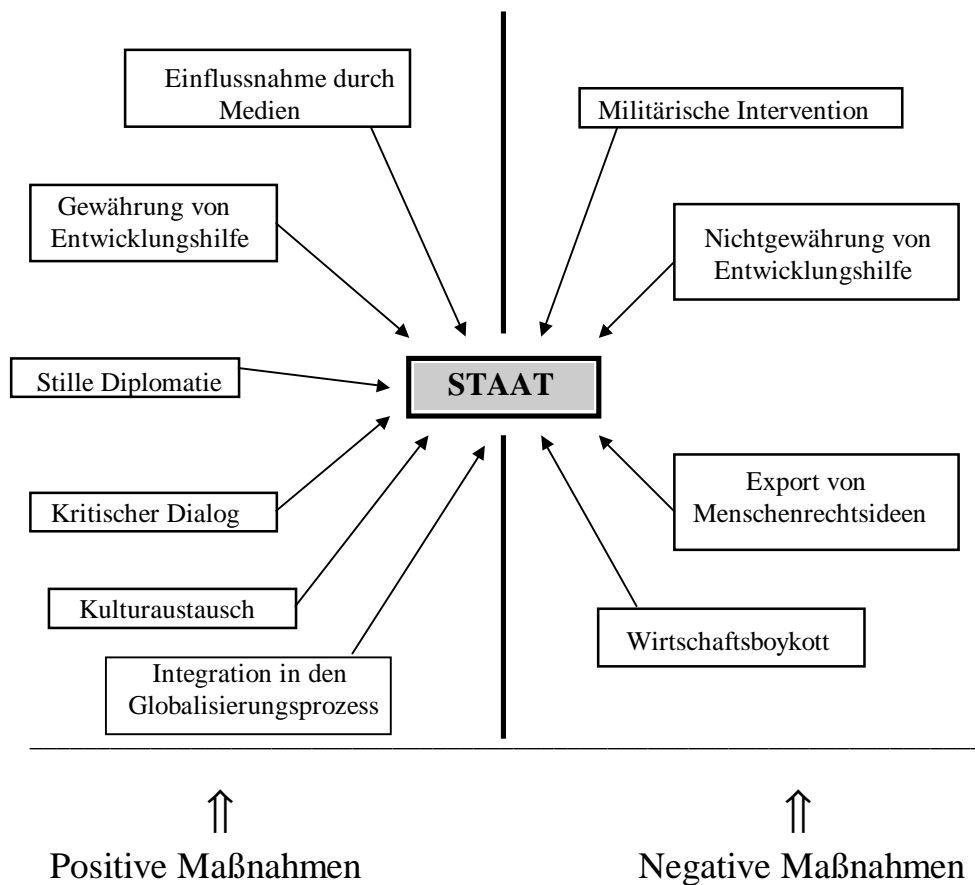 Einflussnahme durch
Medien
Militärische Intervention
Gewährung von
Entwicklungshilfe
Nichtgewährung von
Entwicklungshilfe
Stille Diplomatie
STAAT
Kritischer Dialog
Export von
Menschenrechtsideen
Kulturaustausch
Wirtschaftsboykott
Integration in den
Globalisierungsprozess
Positive Maßnahmen
Negative Maßnahmen